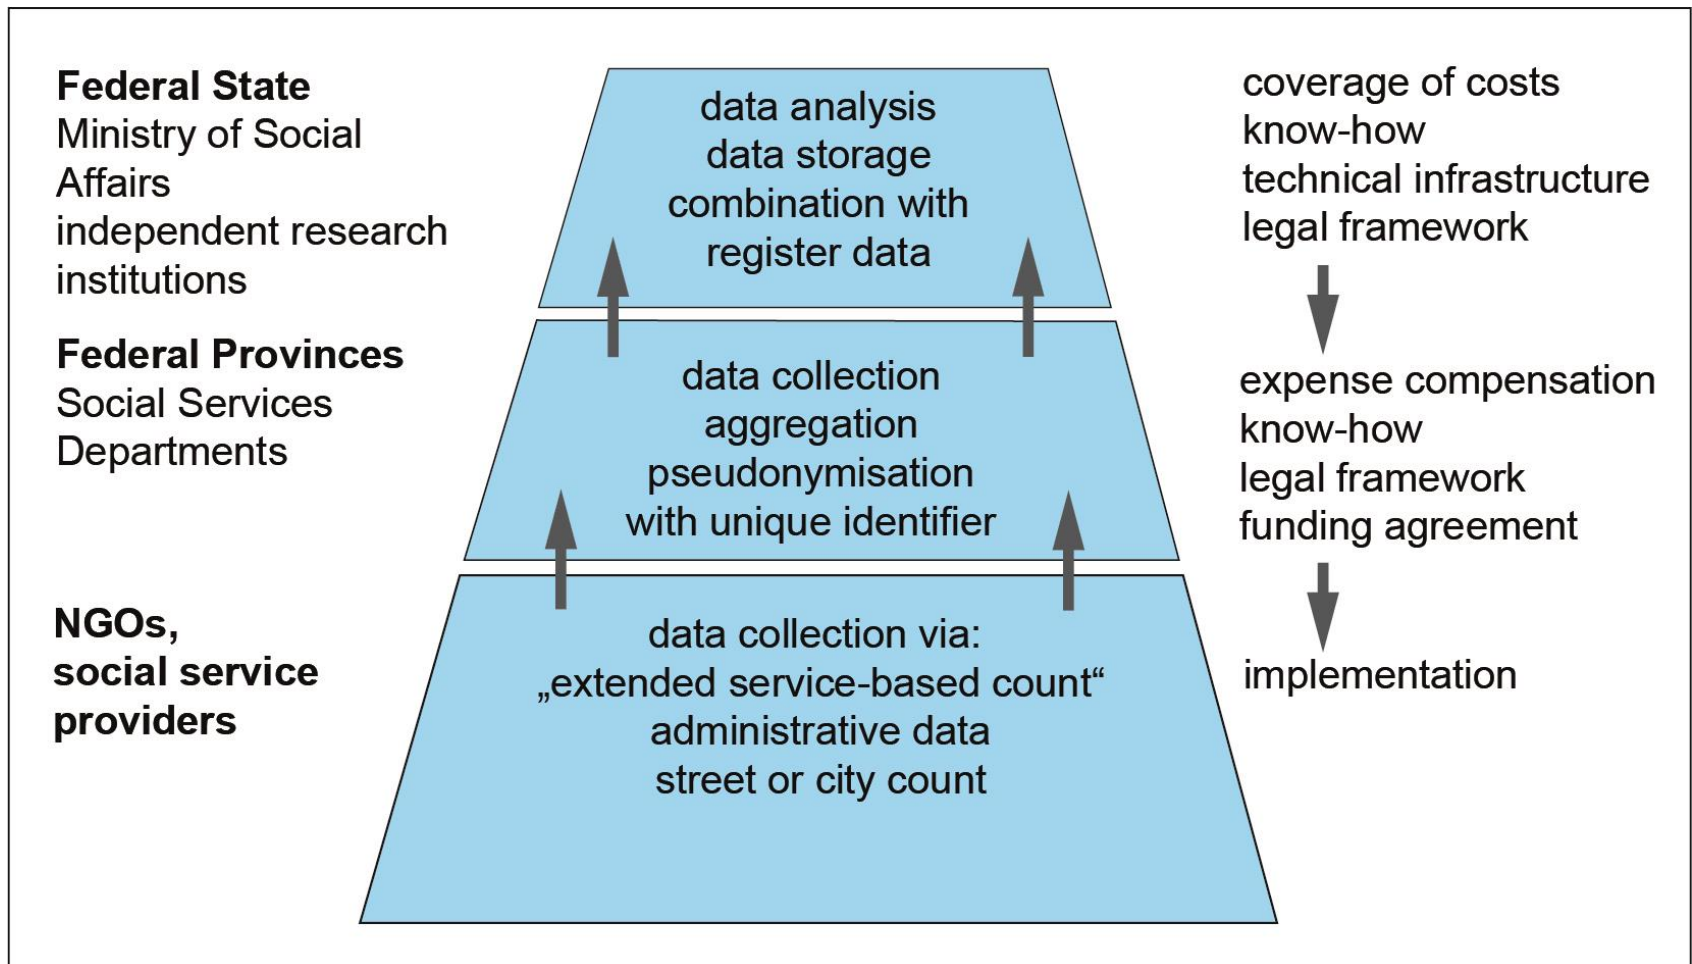 Federal State
Ministry of Social
Affairs
independent research
institutions
data analysis
data storage
combination with
register data
coverage of costs
know-how
technical infrastructure
legal framework
Federal Provinces
Social Services
Departments
data collection
aggregation
pseudonymisation
with unique identifier
expense compensation
know-how
legal framework
funding agreement
NGOs,
social service
providers
data collection via:
„extended service-based count“
administrative data
street or city count
implementation